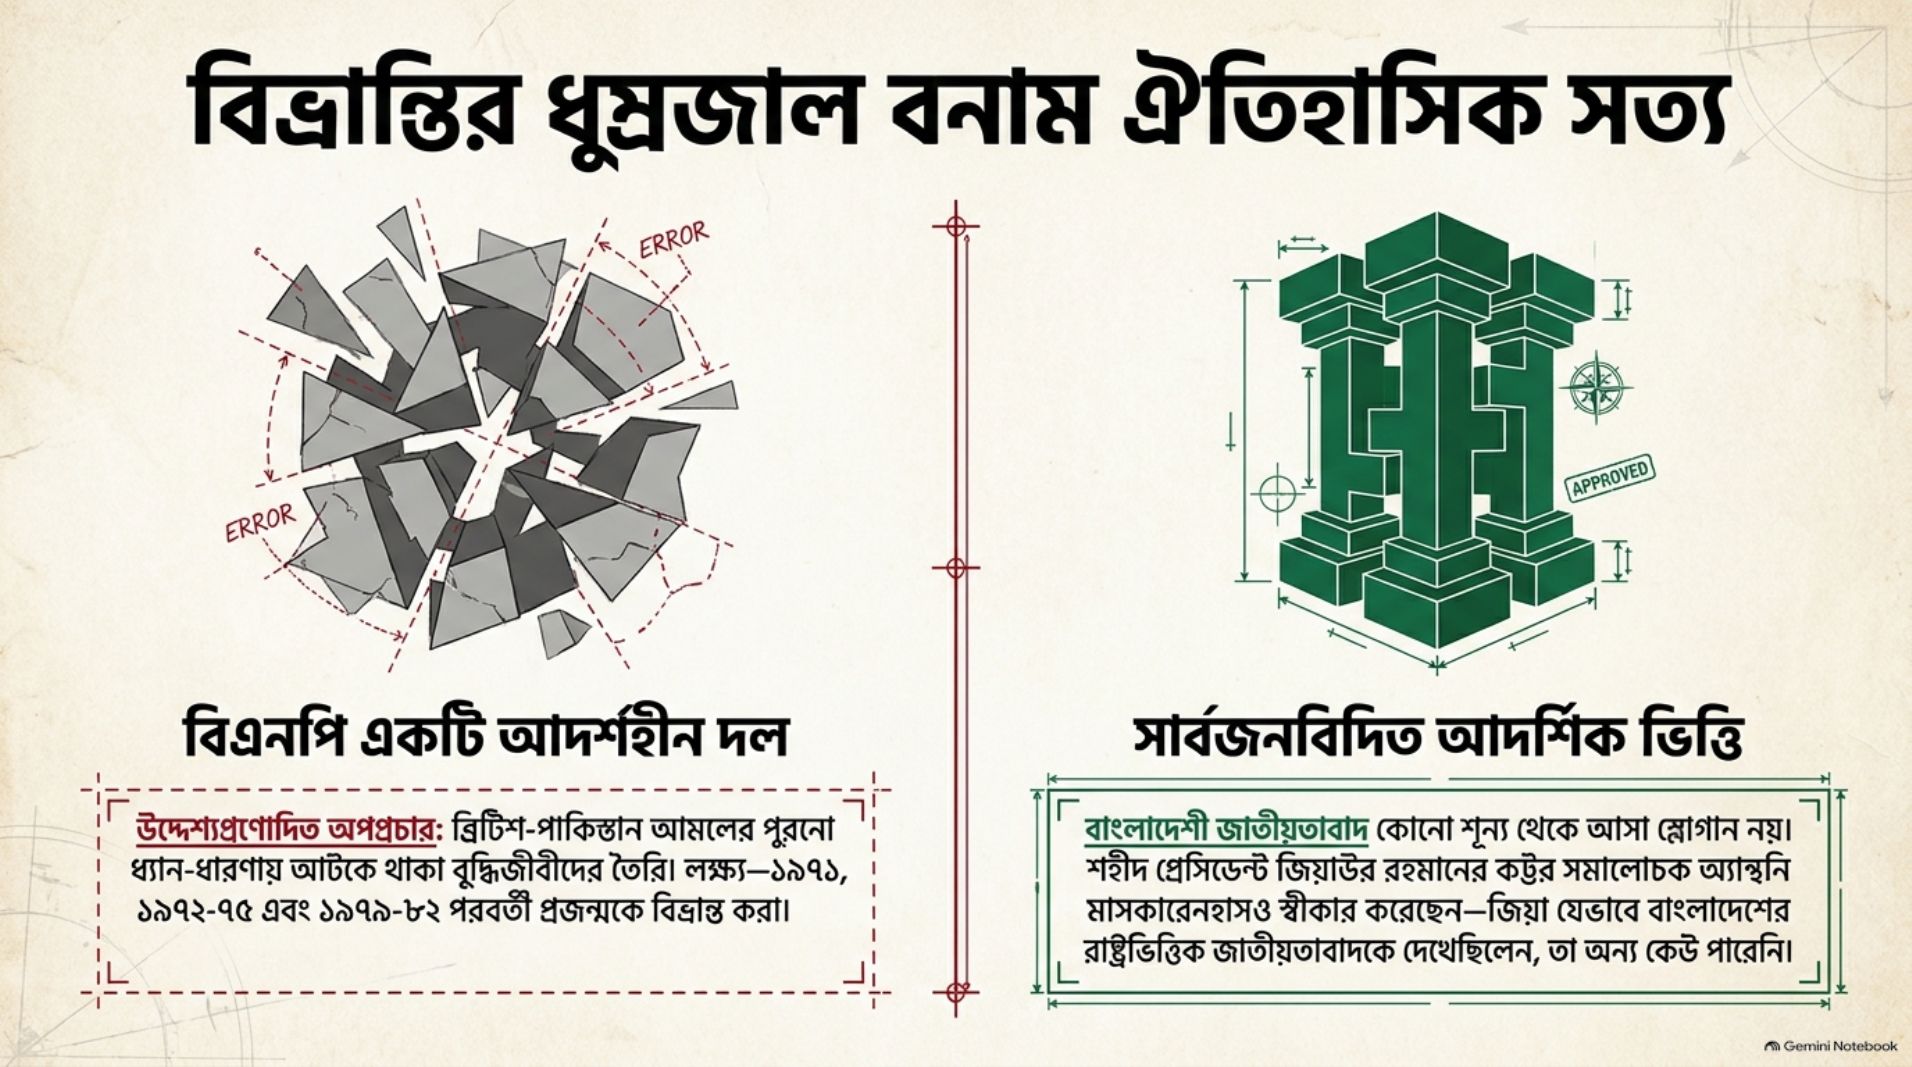 বিভ্রান্তির ধুম্রজাল বনাম ঐতিহাসিক সত্য
ERROR
ERROR
বিএনপি একটি আদর্শহীন দল
উদ্দেশ্যপ্রণোদিত অপপ্রচার: ব্রিটিশ-পাকিস্তান আমলের পুরনো
ধ্যান-ধারণায় আটকে থাকা বুদ্ধিজীবীদের তৈরি। লক্ষ্য—১৯৭১,
১৯৭২-৭৫ এবং ১৯৭৯-৮২ পরবর্তী প্রজন্মকে বিভ্রান্ত করা।
APPROVED
সার্বজনবিদিত আদর্শিক ভিত্তি
বাংলাদেশী জাতীয়তাবাদ কোনো শূন্য থেকে আসা স্লোগান নয়।
শহীদ প্রেসিডেন্ট জিয়াউর রহমানের কট্টর সমালোচক অ্যান্থনি
মাসকারেনহাসও স্বীকার করেছেন—জিয়া যেভাবে বাংলাদেশের
রাষ্ট্রভিত্তিক জাতীয়তাবাদকে দেখেছিলেন, তা অন্য কেউ পারেনি।
Gemini Notebook